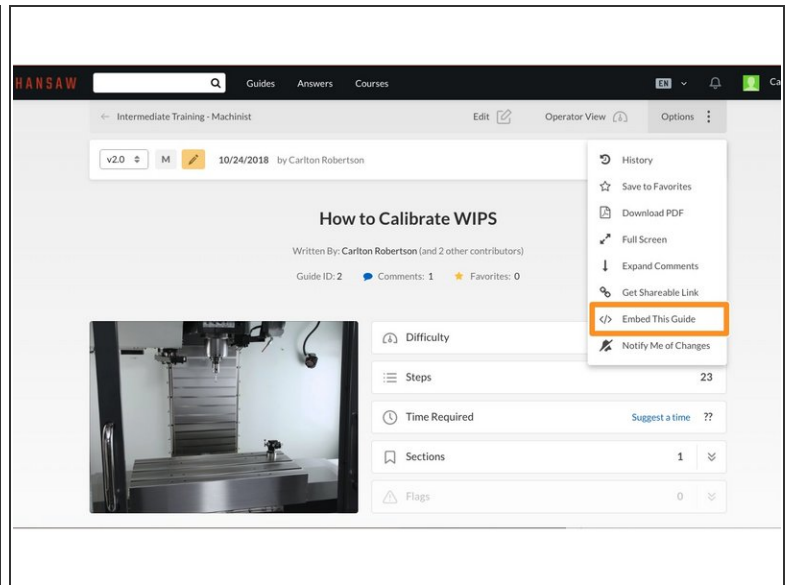 HANSAW Guides Answers Courses EN Ca
← Intermediate Training - Machinist Edit Operator View Options
v2.0 M 10/24/2018 by Carlton Robertson
History
Save to Favorites
Download PDF
Full Screen
Expand Comments
Get Shareable Link
</> Embed This Guide
Notify Me of Changes
How to Calibrate WIPS
Written By: Carlton Robertson (and 2 other contributors)
Guide ID: 2 Comments: 1 Favorites: 0
Difficulty
Steps 23
Time Required Suggest a time ??
Sections 1
Flags 0